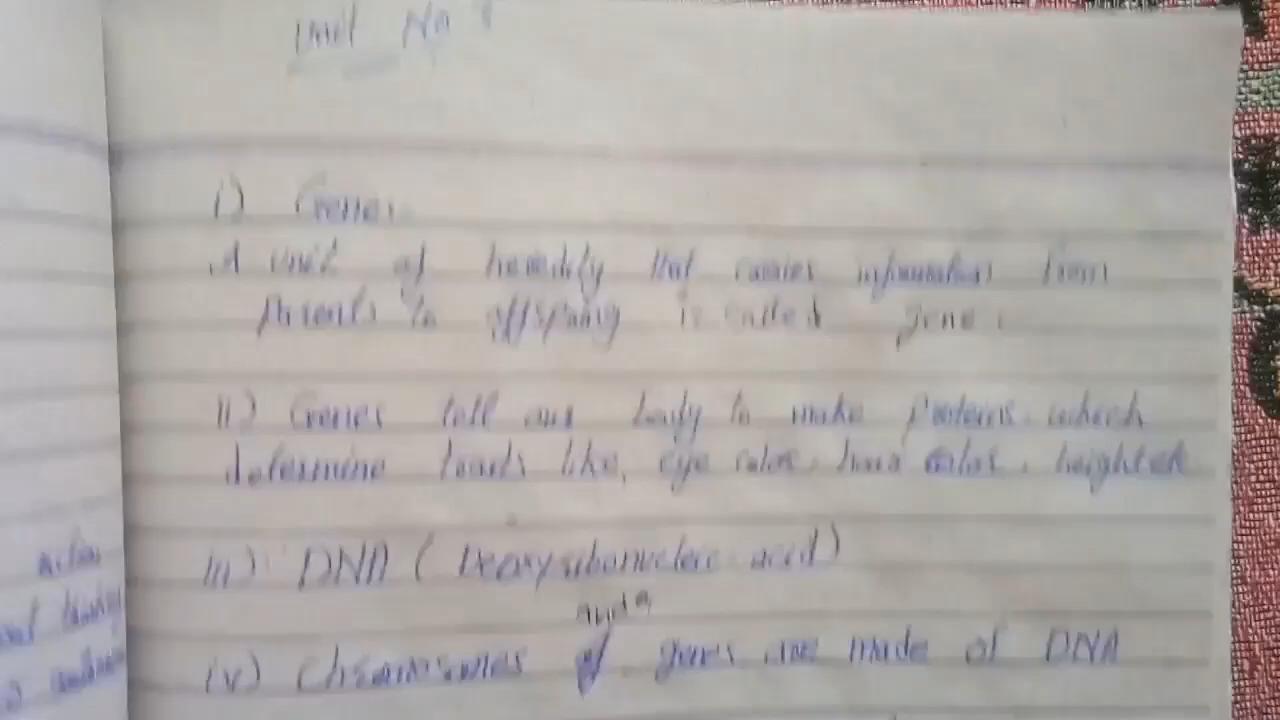 Unit No
i) Genes.
A unit of heredity that carries information from
Parents to offspring is called gene.
ii) Genes tell our body to make Proteins. which
determine traits like, eye color, hair color, height etc
iii) DNA (Deoxyribonucleic acid)
and
iv) Chromosomes genes are made of DNA